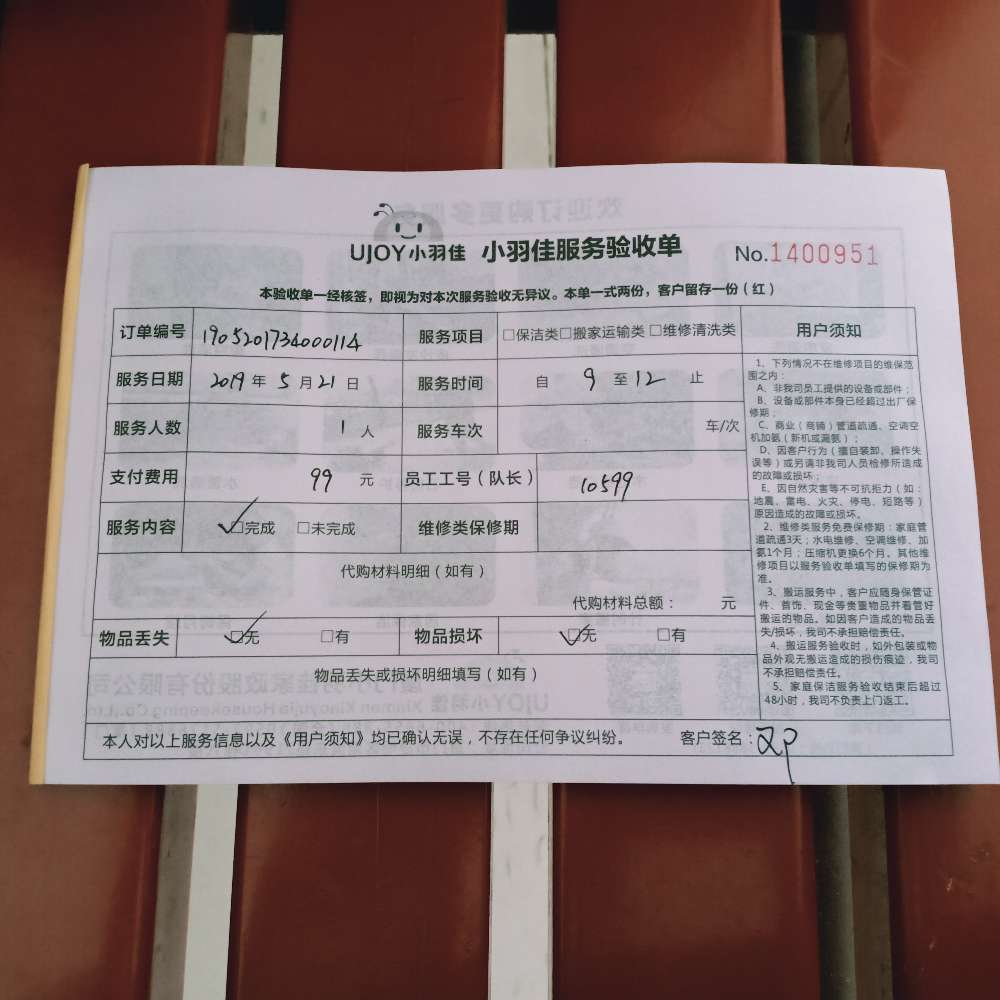 UJOY小羽佳 小羽佳服务验收单 No.1400951
本验收单一经核签，即视为对本次服务验收无异议。本单一式两份，客户留存一份（红）
订单编号 1905201734000114 服务项目 □保洁类□搬家运输类□维修清洗类
服务日期 2019年5月21日 服务时间 自 9 至 12 止
服务人数 1人 服务车次 车/次
支付费用 99 元 员工工号（队长） 10599
服务内容 ☑完成 □未完成 维修类保修期
代购材料明细（如有）
代购材料总额： 元
物品丢失 ☑无 □有 物品损坏 ☑无 □有
物品丢失或损坏明细填写（如有）
用户须知
1、下列情况不在维修项目的维保范
围之内：
A、非我司员工提供的设备或部件；
B、设备或部件本身已经超过出厂保
修期；
C、商业（商铺）管道疏通、空调空
机加氨（新机或漏氨）；
D、因客户行为（擅自装卸、操作失
误等）或另请非我司人员检修所造成
的故障或损坏；
E、因自然灾害等不可抗拒力（如：
地震、雷电、火灾、停电、短路等）
原因造成的故障或损坏。
2、维修类服务免费保修期：家庭管
道疏通3天；水电维修、空调维修、加
氨1个月；压缩机更换6个月。其他维
修项目以服务验收单填写的保修期为
准。
3、搬运服务中，客户应随身保管证
件、首饰、现金等贵重物品并看管好
搬运的物品。如因客户造成的物品丢
失/损坏，我司不承担赔偿责任。
4、搬运服务验收时，如外包装或物
品外观无搬运造成的损伤痕迹，我司
不承担赔偿责任。
5、家庭保洁服务验收结束后超过
48小时，我司不负责上门返工。
本人对以上服务信息以及《用户须知》均已确认无误，不存在任何争议纠纷。 客户签名：